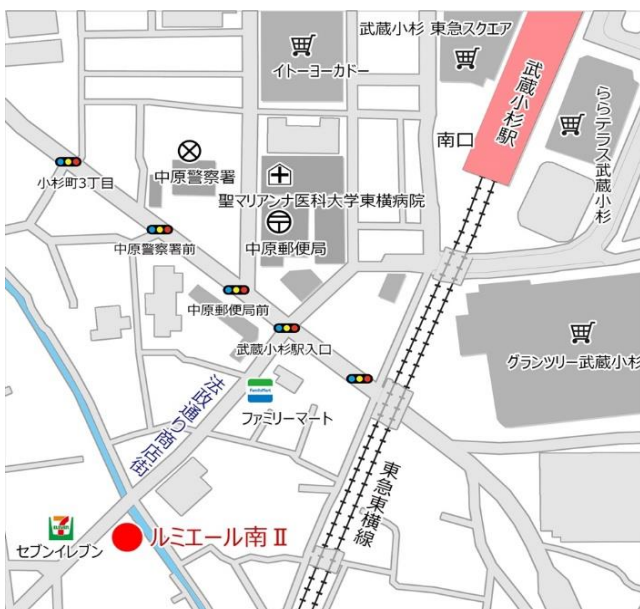 武蔵小杉 東急スクエア
イトーヨーカドー
武蔵小杉駅
ららテラス武蔵小杉
南口
小杉町3丁目
中原警察署
聖マリアンナ医科大学東横病院
中原郵便局
中原警察署前
中原郵便局前
武蔵小杉駅入口
グランツリー武蔵小杉
FamilyMart
ファミリーマート
法政通り商店街
東急東横線
セブンイレブン
ルミエール南Ⅱ